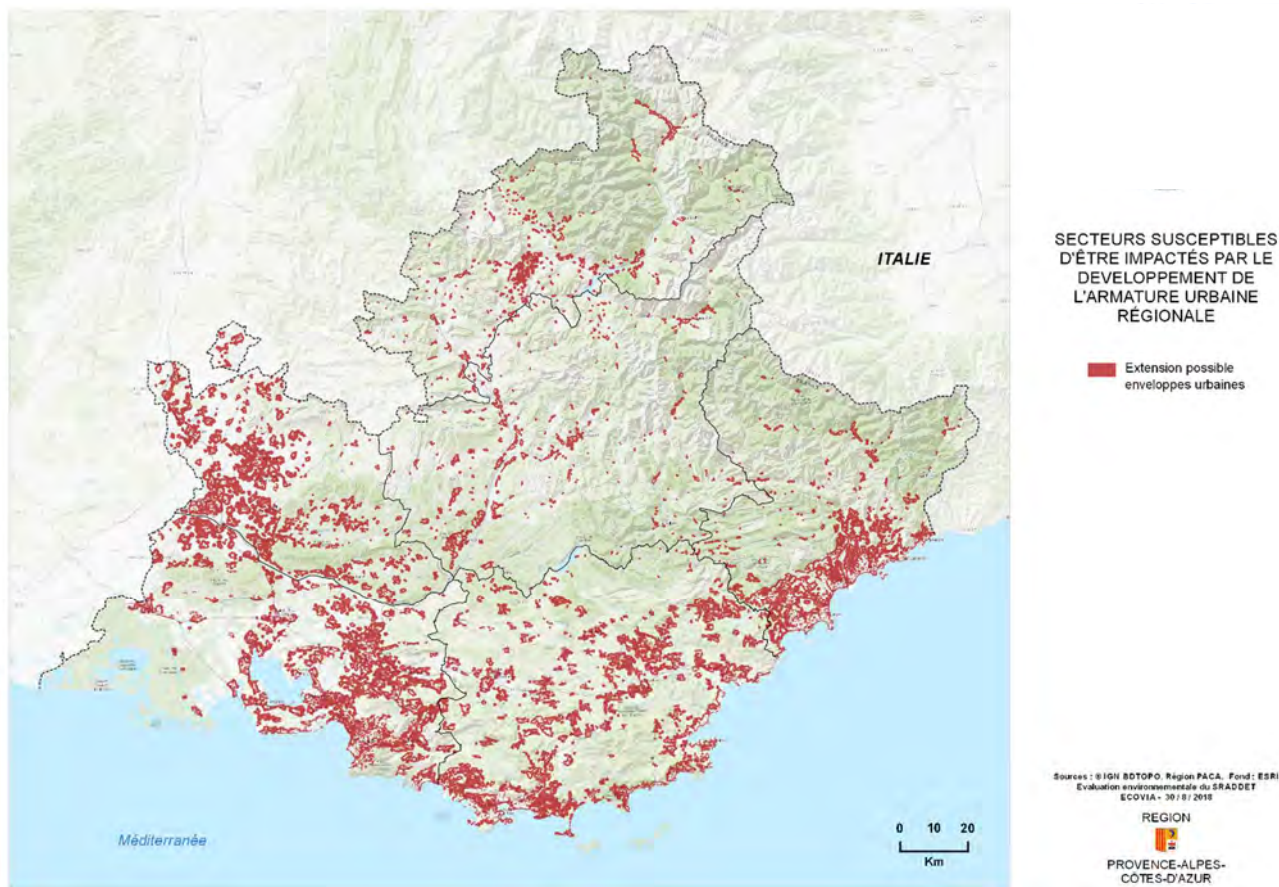 ITALIE
Méditerranée
0 10 20
Km
SECTEURS SUSCEPTIBLES
D'ÊTRE IMPACTÉS PAR LE
DEVELOPPEMENT DE
L'ARMATURE URBAINE
RÉGIONALE
Extension possible
enveloppes urbaines
Sources : ® IGN BDTOPO, Région PACA. Fond : ESRI
Evaluation environnementale du SRADDET
ECOVIA - 30 / 8 / 2018
REGION
PROVENCE-ALPES-
CÔTES-D'AZUR